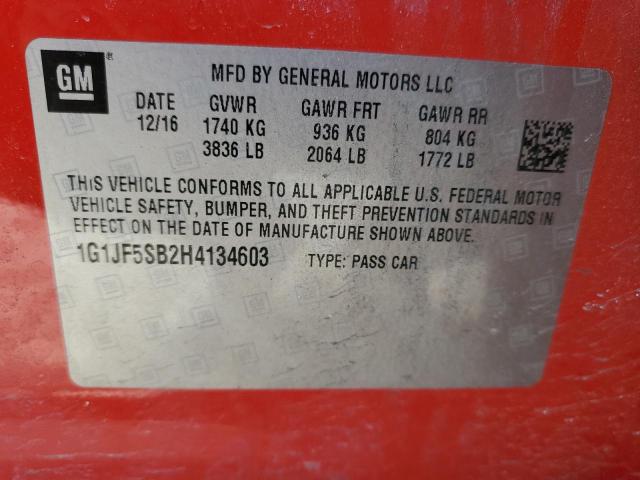 GM
MFD BY GENERAL MOTORS LLC
DATE GVWR GAWR FRT GAWR RR
12/16 1740 KG 936 KG 804 KG
3836 LB 2064 LB 1772 LB
THIS VEHICLE CONFORMS TO ALL APPLICABLE U.S. FEDERAL MOTOR
VEHICLE SAFETY, BUMPER, AND THEFT PREVENTION STANDARDS IN
EFFECT ON THE DATE OF MANUFACTURE SHOWN ABOVE.
1G1JF5SB2H4134603 TYPE: PASS CAR